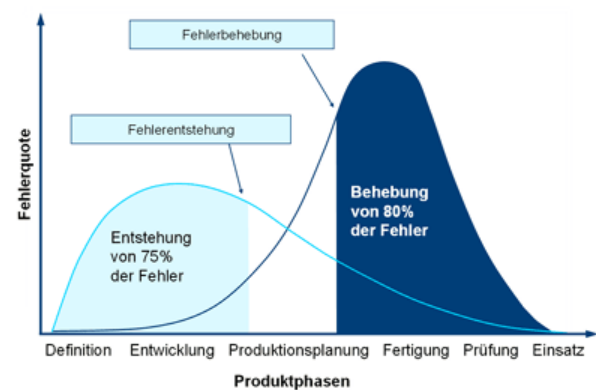 Fehlerbehebung
Fehlerentstehung
Fehlerquote
Entstehung
von 75%
der Fehler
Behebung
von 80%
der Fehler
Definition Entwicklung Produktionsplanung Fertigung Prüfung Einsatz
Produktphasen